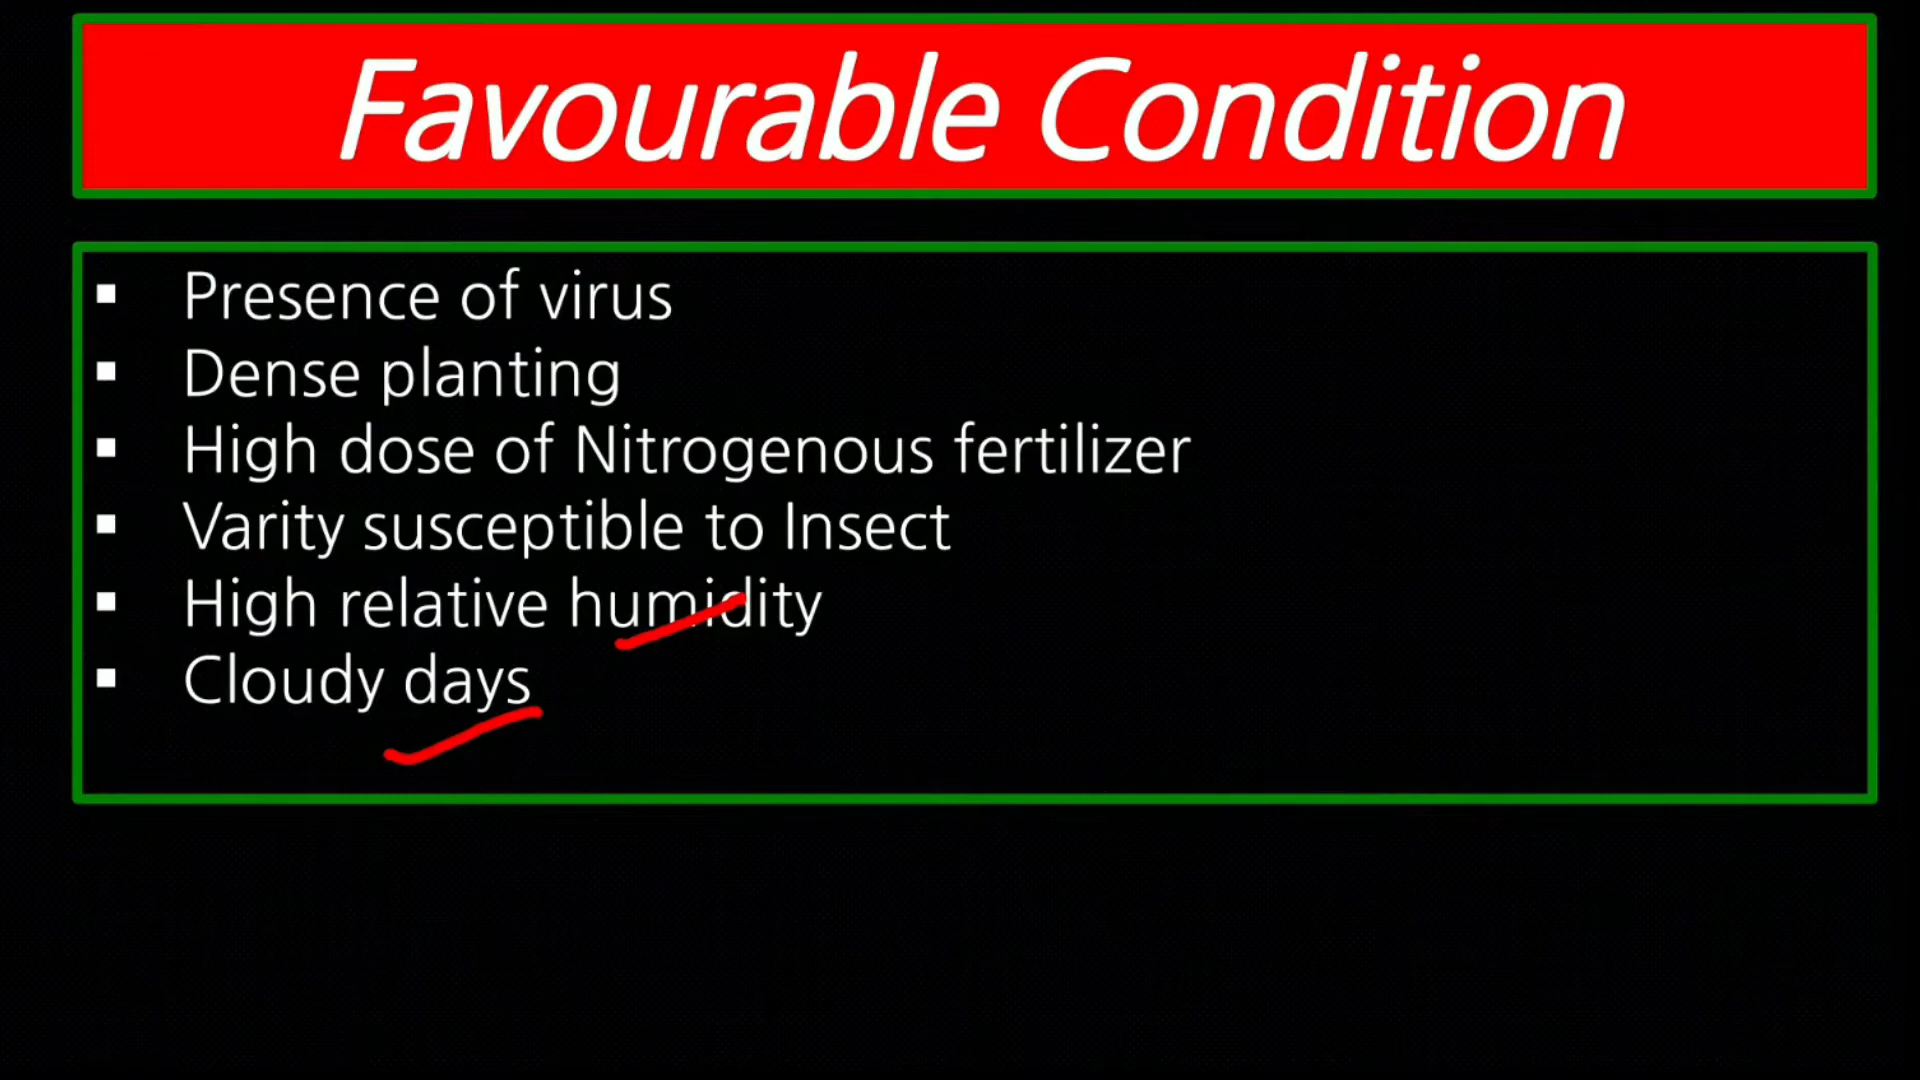 Favourable Condition
▪ Presence of virus
▪ Dense planting
▪ High dose of Nitrogenous fertilizer
▪ Varity susceptible to Insect
▪ High relative humidity
▪ Cloudy days